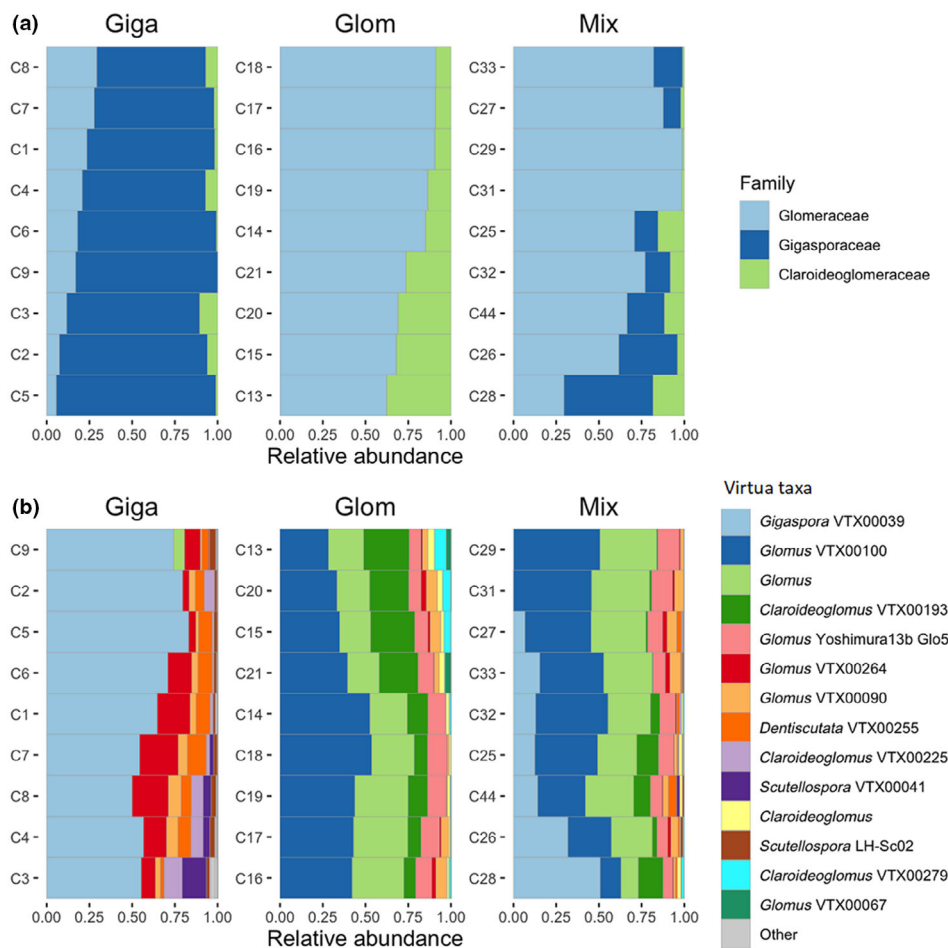 (a)
Giga
Glom
Mix
C8
C7
C1
C4
C6
C9
C3
C2
C5
C18
C17
C16
C19
C14
C21
C20
C15
C13
C33
C27
C29
C31
C25
C32
C44
C26
C28
0.00 0.25 0.50 0.75 1.00
0.00 0.25 0.50 0.75 1.00
0.00 0.25 0.50 0.75 1.00
Relative abundance
Family
Glomeraceae
Gigasporaceae
Claroideoglomeraceae
(b)
Giga
Glom
Mix
C9
C2
C5
C6
C1
C7
C8
C4
C3
C13
C20
C15
C21
C14
C18
C19
C17
C16
C29
C31
C27
C33
C32
C25
C44
C26
C28
0.00 0.25 0.50 0.75 1.00
0.00 0.25 0.50 0.75 1.00
0.00 0.25 0.50 0.75 1.00
Relative abundance
Virtua taxa
Gigaspora VTX00039
Glomus VTX00100
Glomus
Claroideoglomus VTX00193
Glomus Yoshimura13b Glo5
Glomus VTX00264
Glomus VTX00090
Dentiscutata VTX00255
Claroideoglomus VTX00225
Scutellospora VTX00041
Claroideoglomus
Scutellospora LH-Sc02
Claroideoglomus VTX00279
Glomus VTX00067
Other